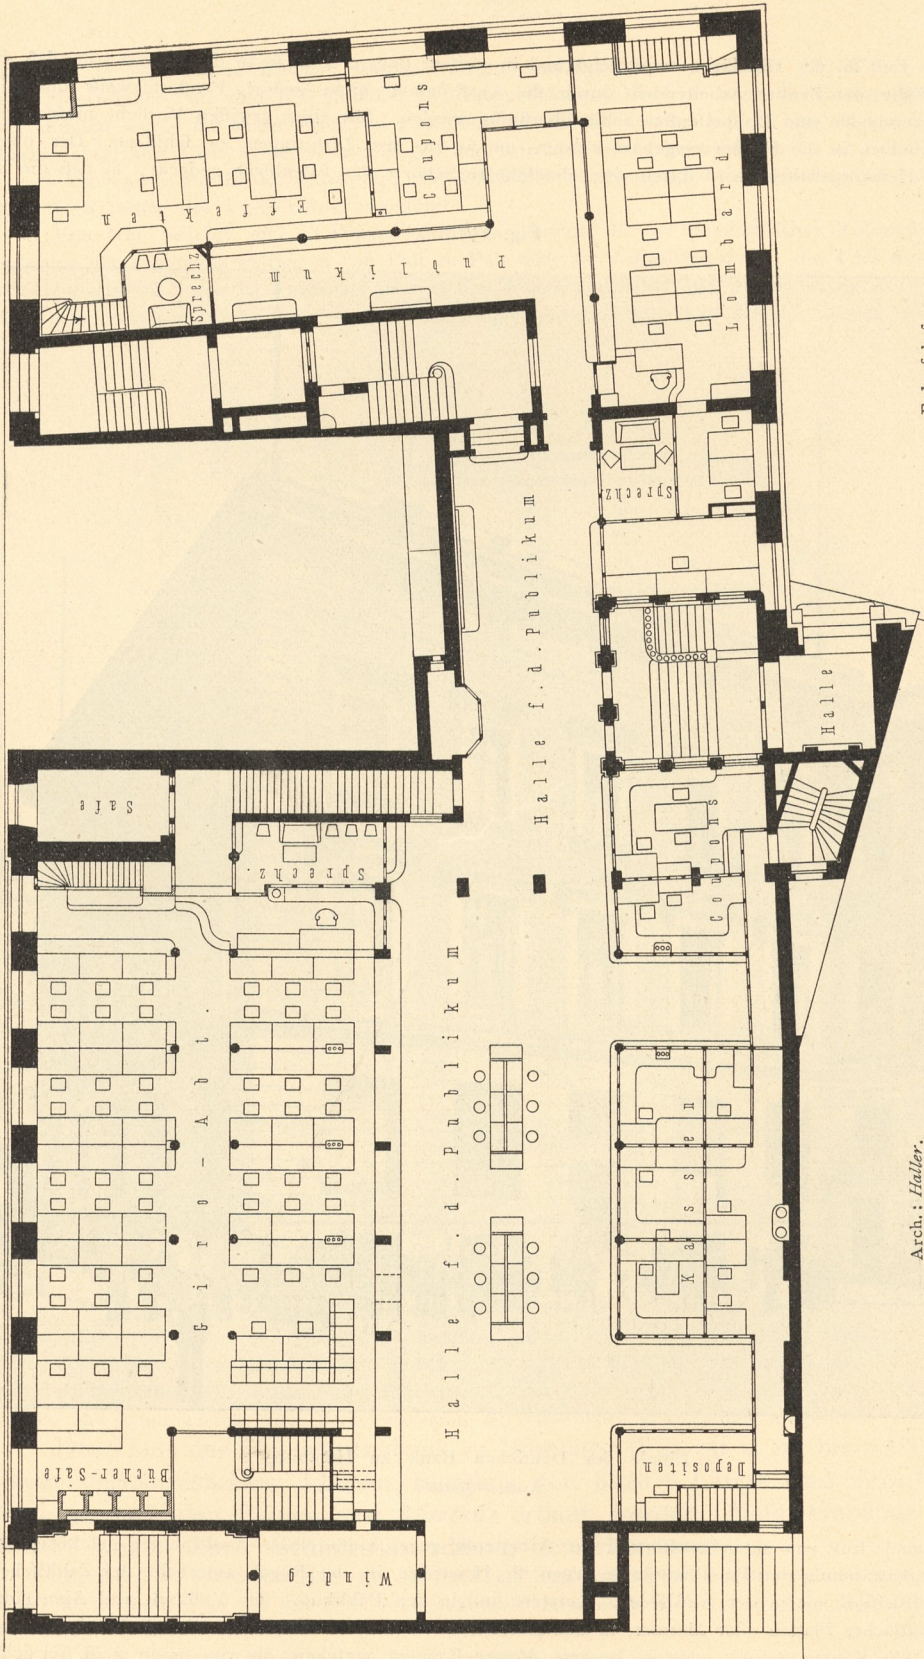 Coupons
Effekten
Sprechz.
Publikum
Lombard
Sprechz.
Halle f. d. Publikum
Halle
Safe
Sprechz.
Coupons
Giro-Abt.
Halle f. d. Publikum
Kassen
Bücher-Safe
Depositen
Windfg
Arch.: Haller.